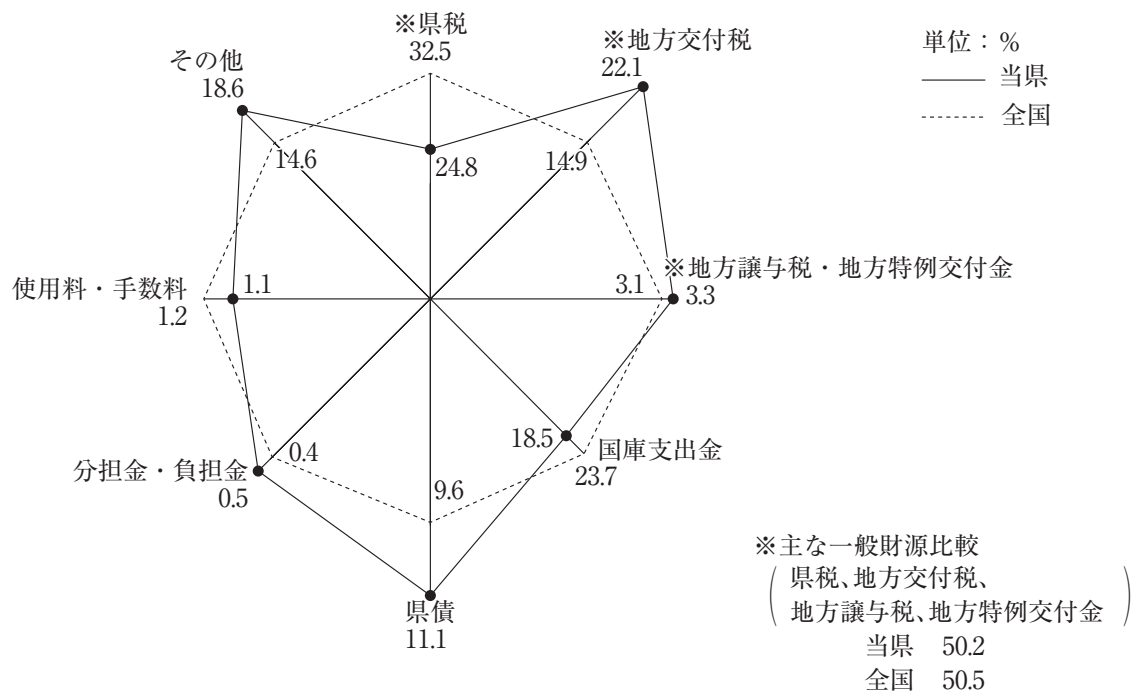 ※県税
32.5
※地方交付税
22.1
単位：%
当県
全国
その他
18.6
14.6
24.8
14.9
※地方譲与税・地方特例交付金
3.1
3.3
使用料・手数料
1.2
1.1
18.5
国庫支出金
23.7
分担金・負担金
0.5
0.4
9.6
県債
11.1
※主な一般財源比較
（県税、地方交付税、
地方譲与税、地方特例交付金）
当県 50.2
全国 50.5